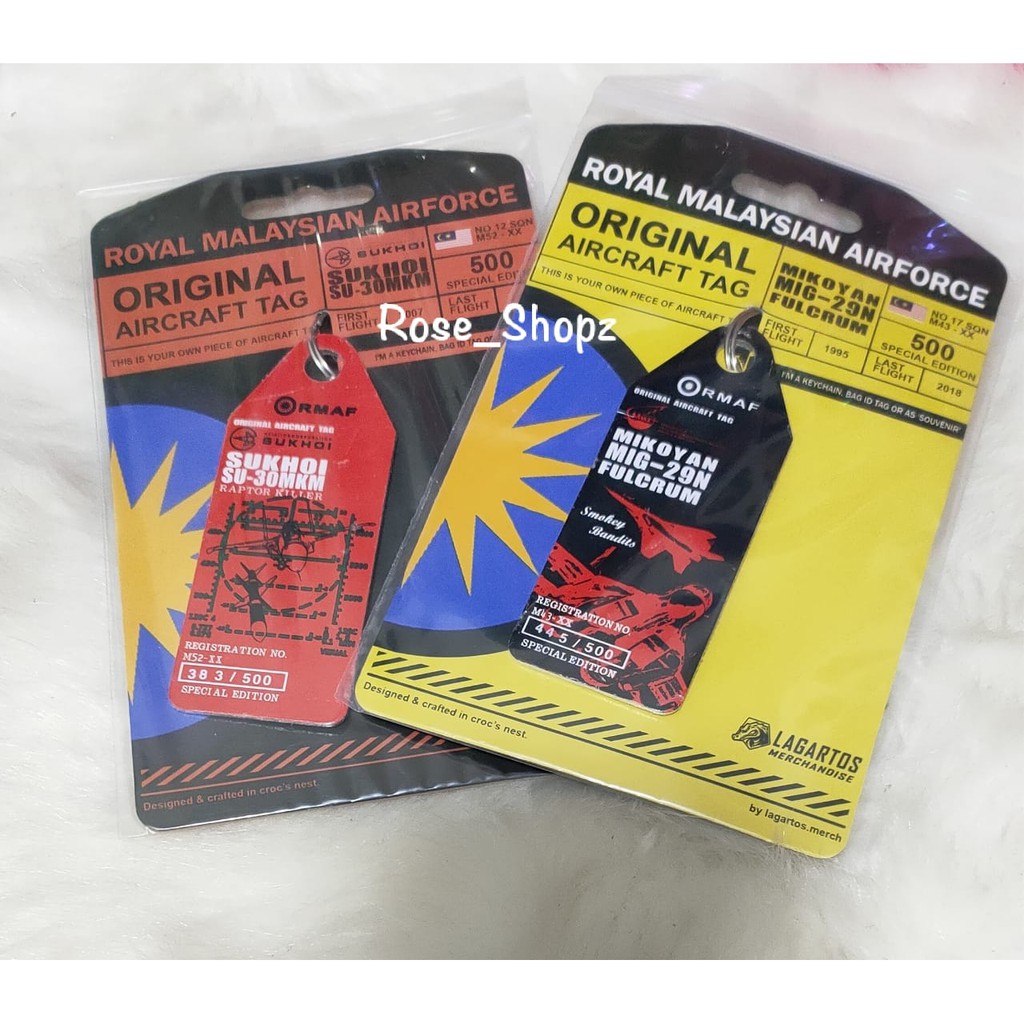 ROYAL MALAYSIAN AIRFORCE
ORIGINAL
AIRCRAFT TAG
SUKHOI
SUKHOI
SU-30MKM
NO 12 SQN
M52 - XX
500
SPECIAL EDITION
FIRST
FLIGHT
LAST
FLIGHT
THIS IS YOUR OWN PIECE OF AIRCRAFT
I'M A KEYCHAIN, BAG ID TAG
RMAF
ORIGINAL AIRCRAFT TAG
SUKHOI
SUKHOI
SU-30MKM
RAPTOR KILLER
REGISTRATION NO.
M52-XX
383/500
SPECIAL EDITION
Designed & crafted in croc's nest.
Rose_Shopz
ROYAL MALAYSIAN AIRFORCE
ORIGINAL
AIRCRAFT TAG
MIKOYAN
MIG-29N
FULCRUM
NO 17 SQN
M43 - XX
500
SPECIAL EDITION
FIRST
FLIGHT
1995
LAST
FLIGHT
2018
THIS IS YOUR OWN PIECE OF AIRCRAFT
I'M A KEYCHAIN, BAG ID TAG OR AS 'SOUVENIR'
RMAF
ORIGINAL AIRCRAFT TAG
MIKOYAN
MIG-29N
FULCRUM
Smokey
Bandits
REGISTRATION NO.
M43-XX
445/500
SPECIAL EDITION
Designed & crafted in croc's nest.
LAGARTOS
MERCHANDISE
by lagartos.merch